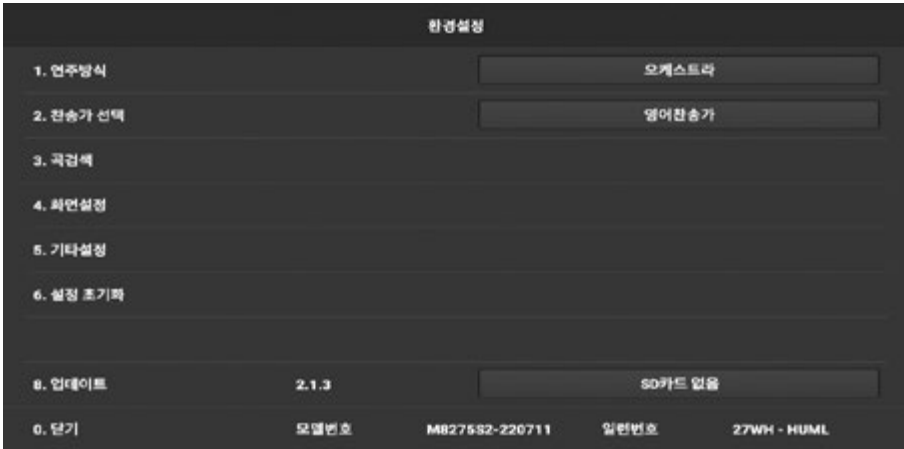 환경설정
1. 연주방식 오케스트라
2. 찬송가 선택 영어찬송가
3. 곡검색
4. 화면설정
5. 기타설정
6. 설정 초기화
8. 업데이트 2.1.3 SD카드 없음
0. 닫기 모델번호 M8275S2-220711 일련번호 27WH - HUML